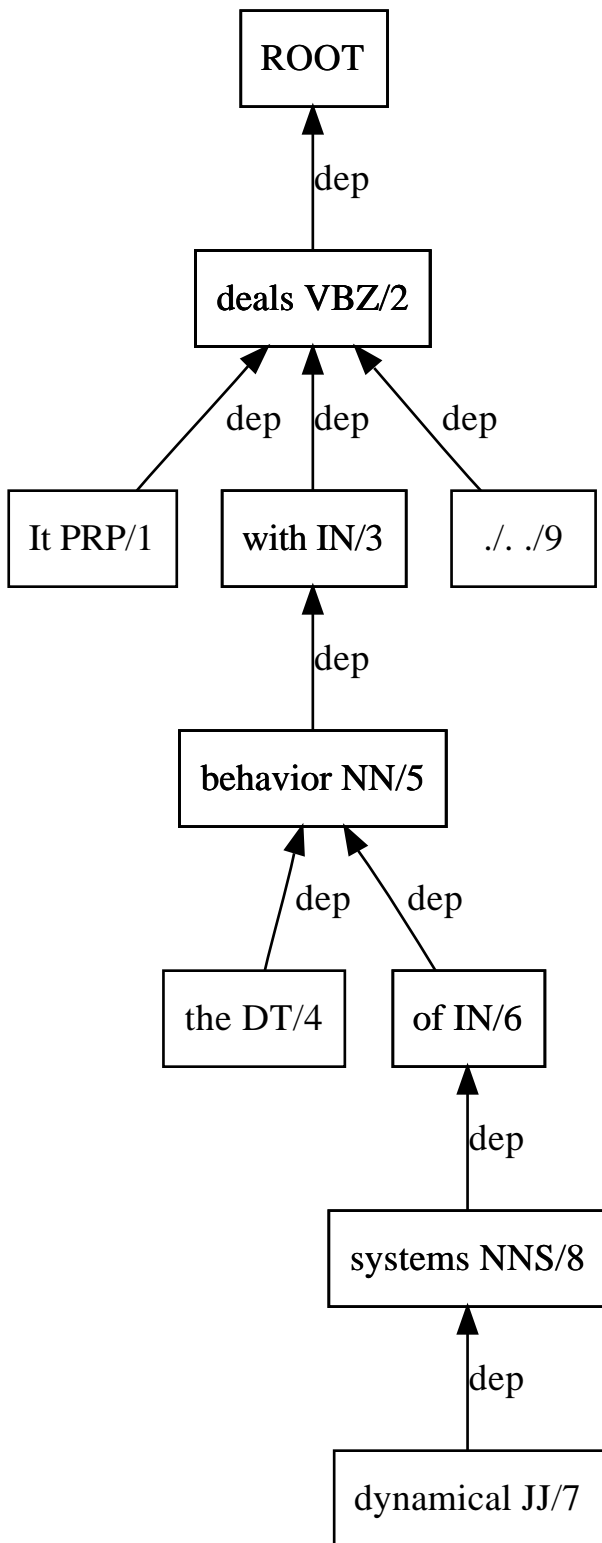 ROOT
dep
deals VBZ/2
dep dep dep
It PRP/1 with IN/3 ./. ./9
dep
behavior NN/5
dep dep
the DT/4 of IN/6
dep
systems NNS/8
dep
dynamical JJ/7